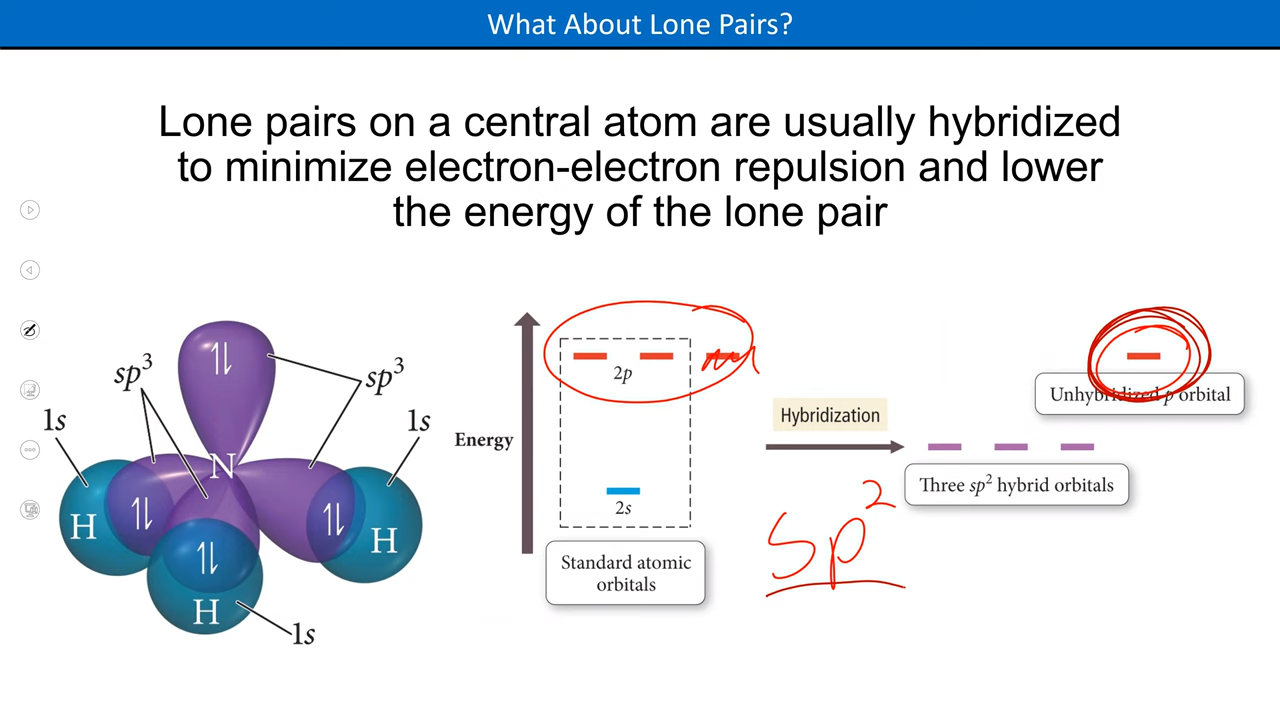 What About Lone Pairs?
Lone pairs on a central atom are usually hybridized
to minimize electron-electron repulsion and lower
the energy of the lone pair
sp³
sp³
1s
1s
N
H
H
H
1s
Energy
2p
2s
Standard atomic
orbitals
Hybridization
sp²
Unhybridized p orbital
Three sp² hybrid orbitals